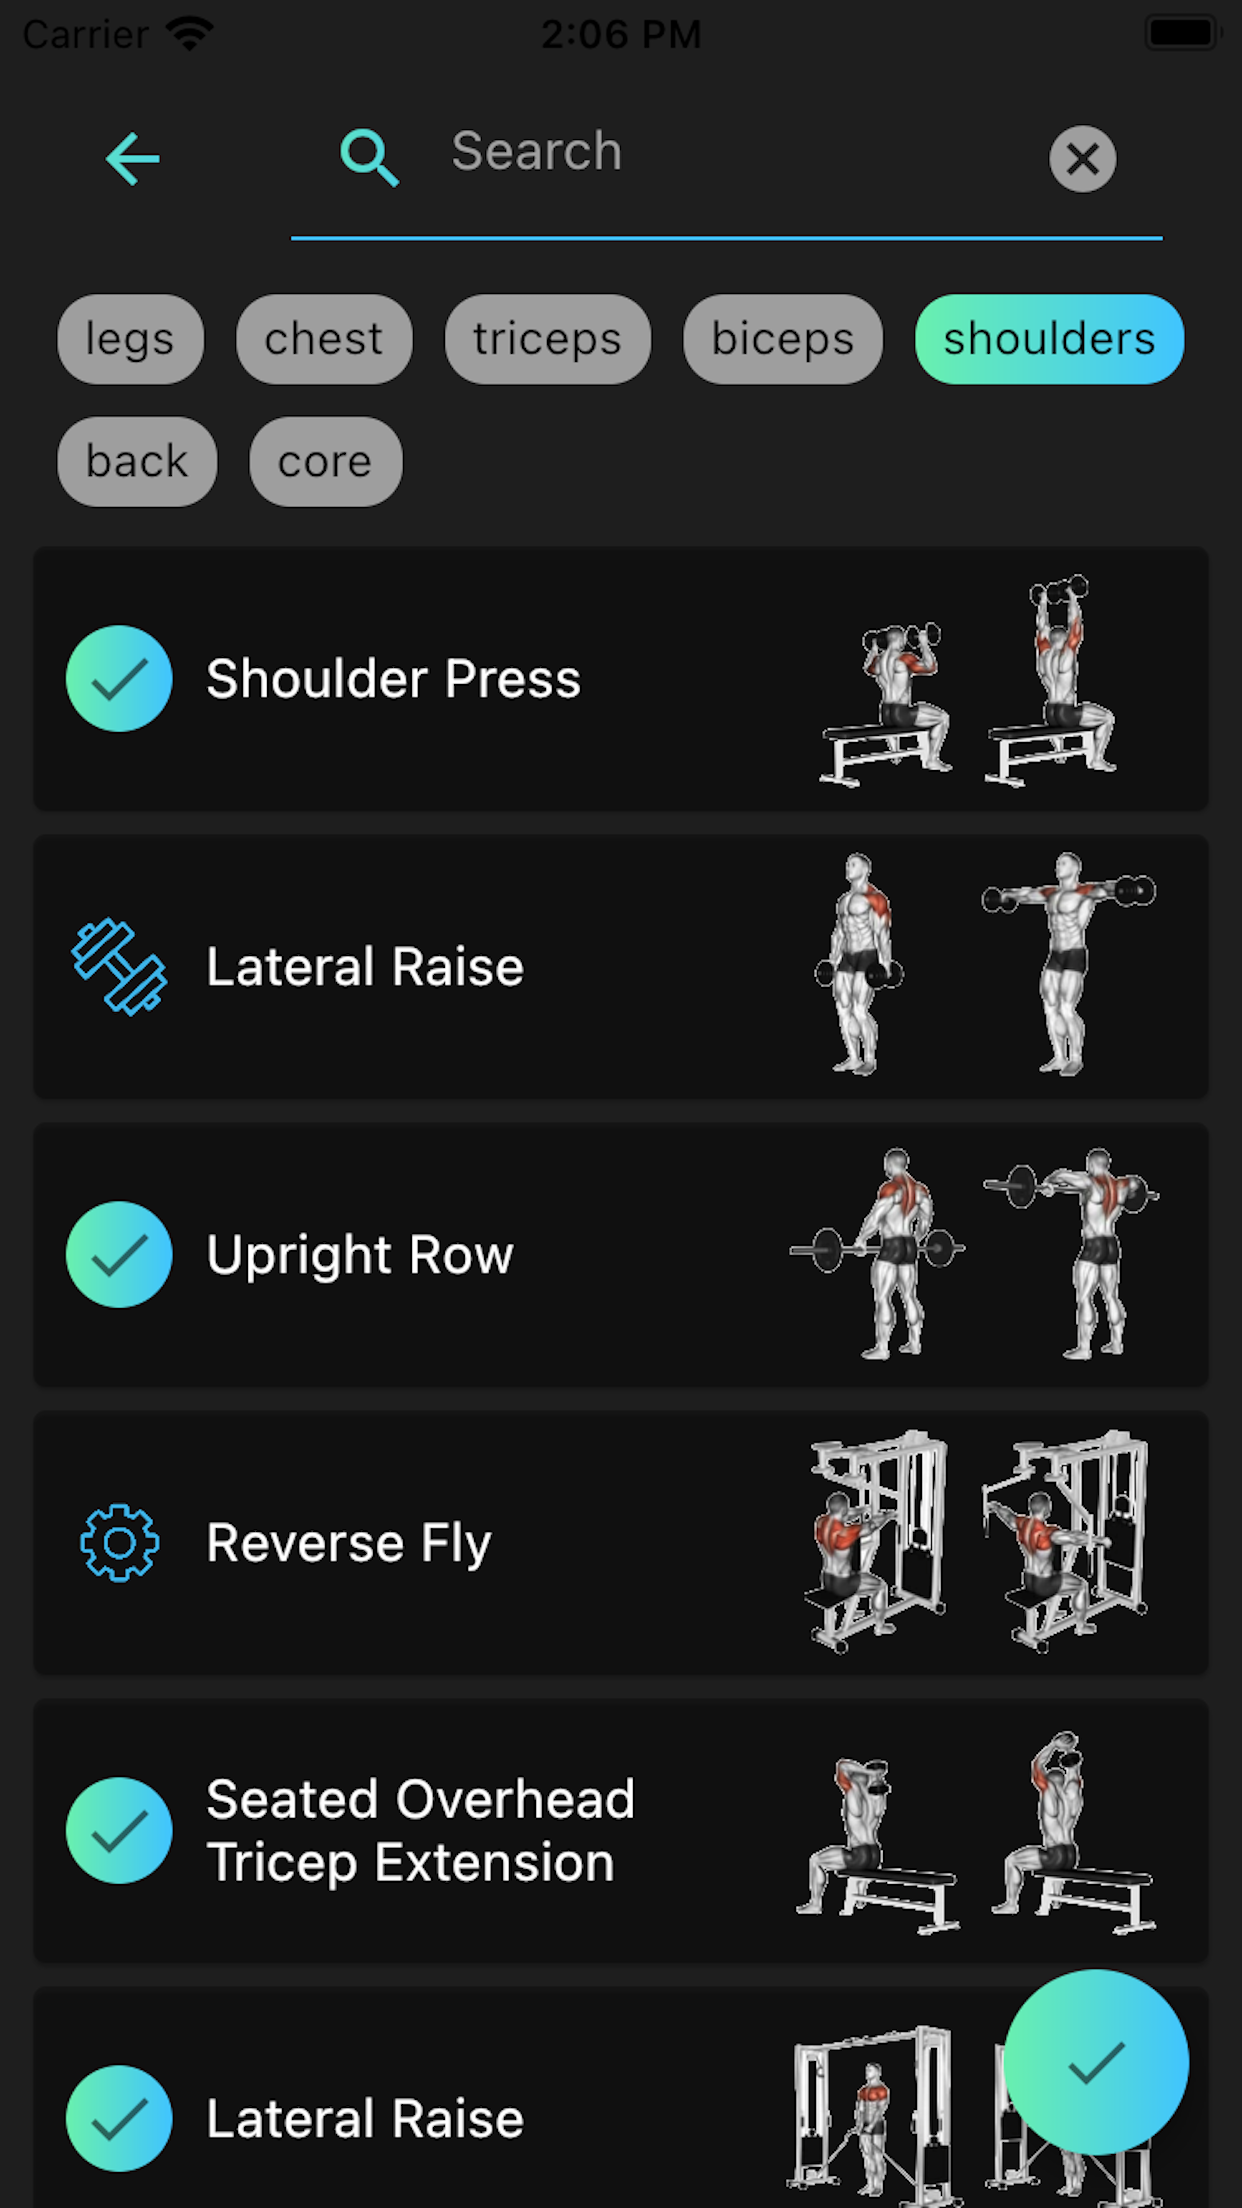 Carrier 2:06 PM
Search
legs chest triceps biceps shoulders
back core
Shoulder Press
Lateral Raise
Upright Row
Reverse Fly
Seated Overhead
Tricep Extension
Lateral Raise